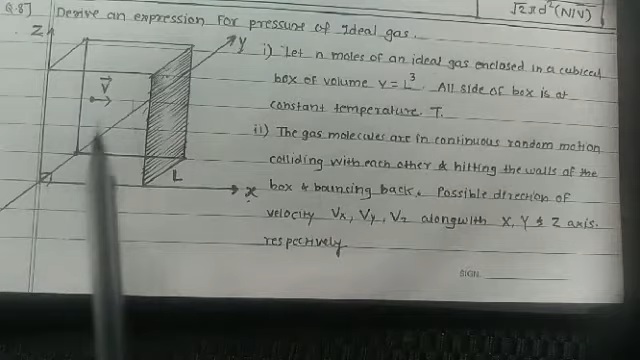 √2πd²(N/V)
Q.8] Derive an expression for pressure of ideal gas.
Z
Y
i) Let n moles of an ideal gas enclosed in a cubical
V
box of volume V = L³. All side of box is at
constant temperature T.
ii) The gas molecules are in continuous random motion
colliding with each other & hitting the walls of the
L
box & bouncing back. Possible direction of
X
velocity Vx, Vy, Vz alongwith X, Y & Z axis.
respectively
SIGN.